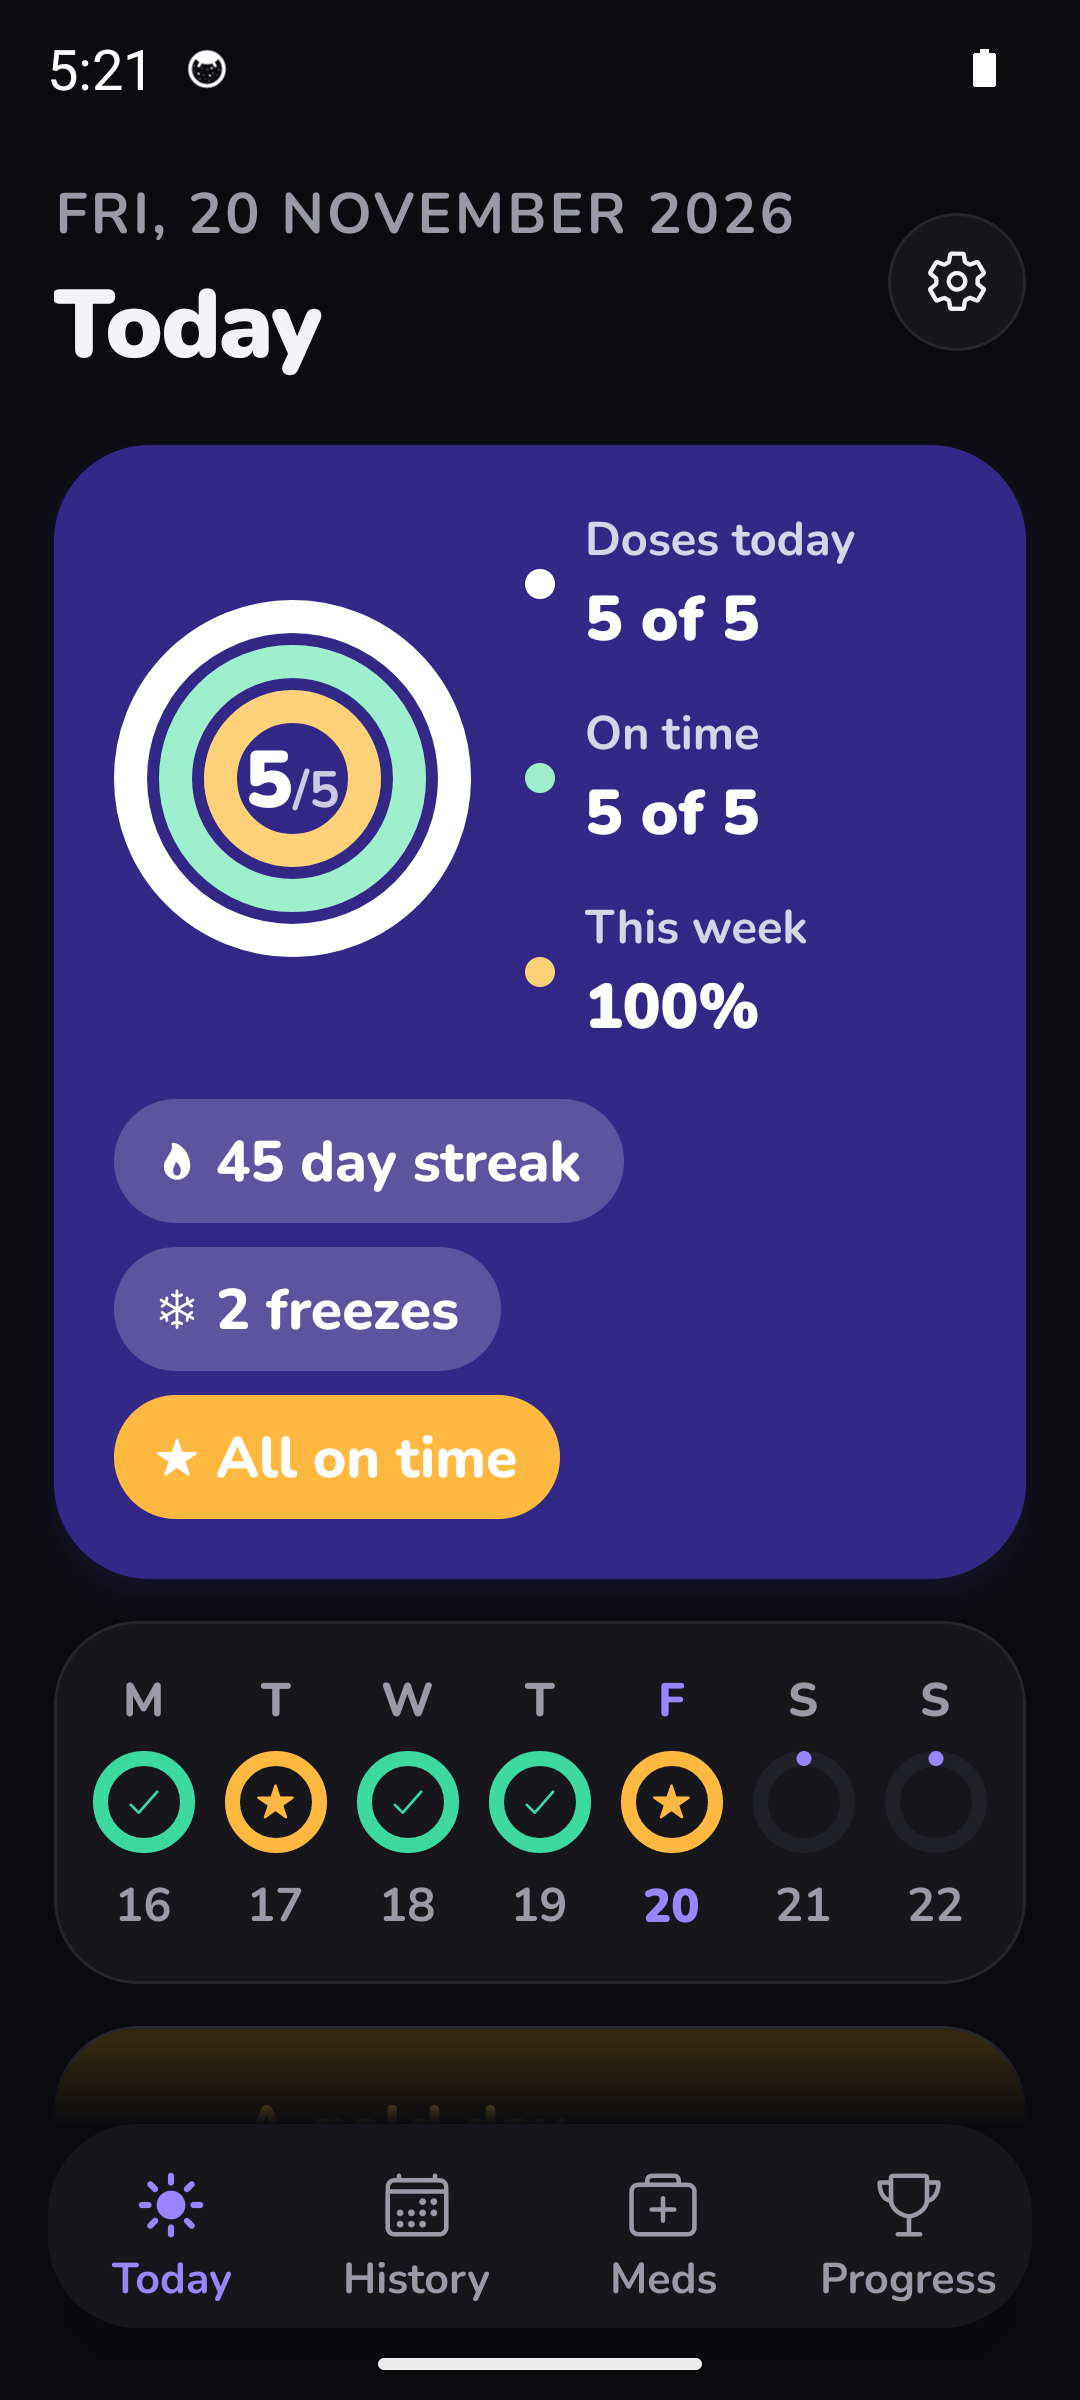 5:21
FRI, 20 NOVEMBER 2026
Today
Doses today
5 of 5
5/5
On time
5 of 5
This week
100%
45 day streak
2 freezes
All on time
M T W T F S S
16 17 18 19 20 21 22
Today History Meds Progress